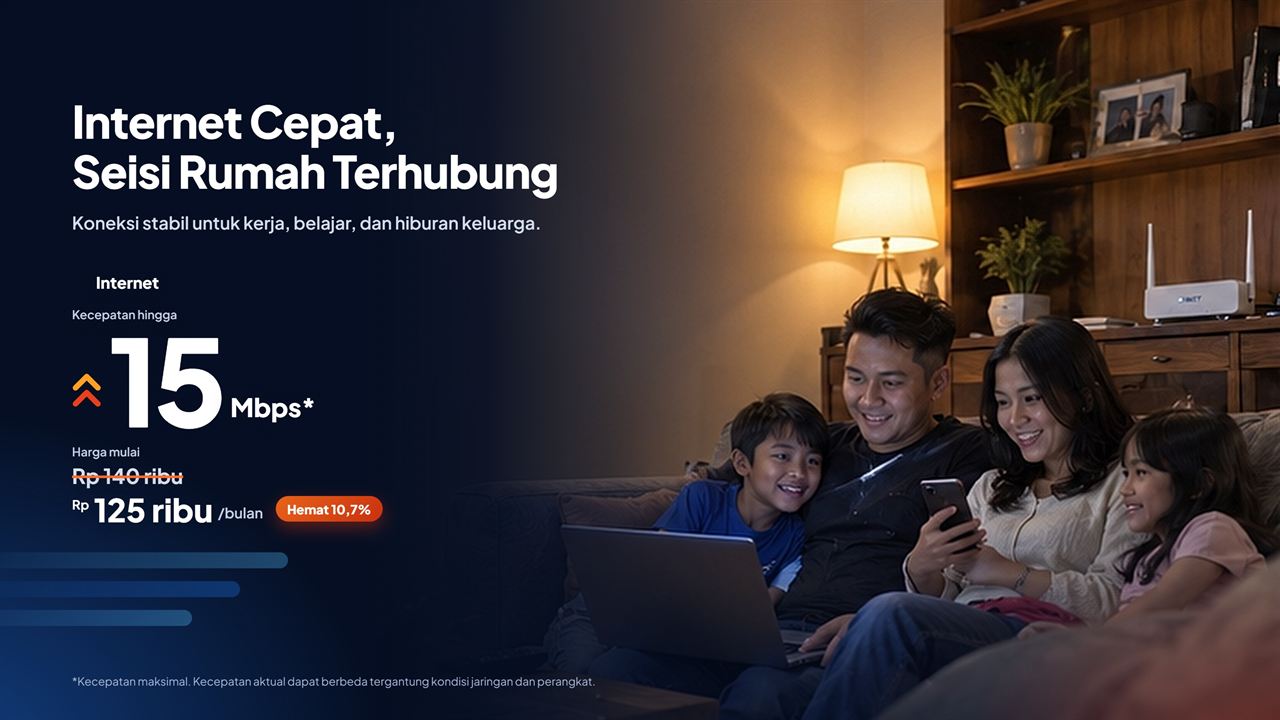 Internet Cepat,
Seisi Rumah Terhubung
Koneksi stabil untuk kerja, belajar, dan hiburan keluarga.
Internet
Kecepatan hingga
15 Mbps*
Harga mulai
Rp 140 ribu
Rp 125 ribu /bulan
Hemat 10,7%
*Kecepatan maksimal. Kecepatan aktual dapat berbeda tergantung kondisi jaringan dan perangkat.